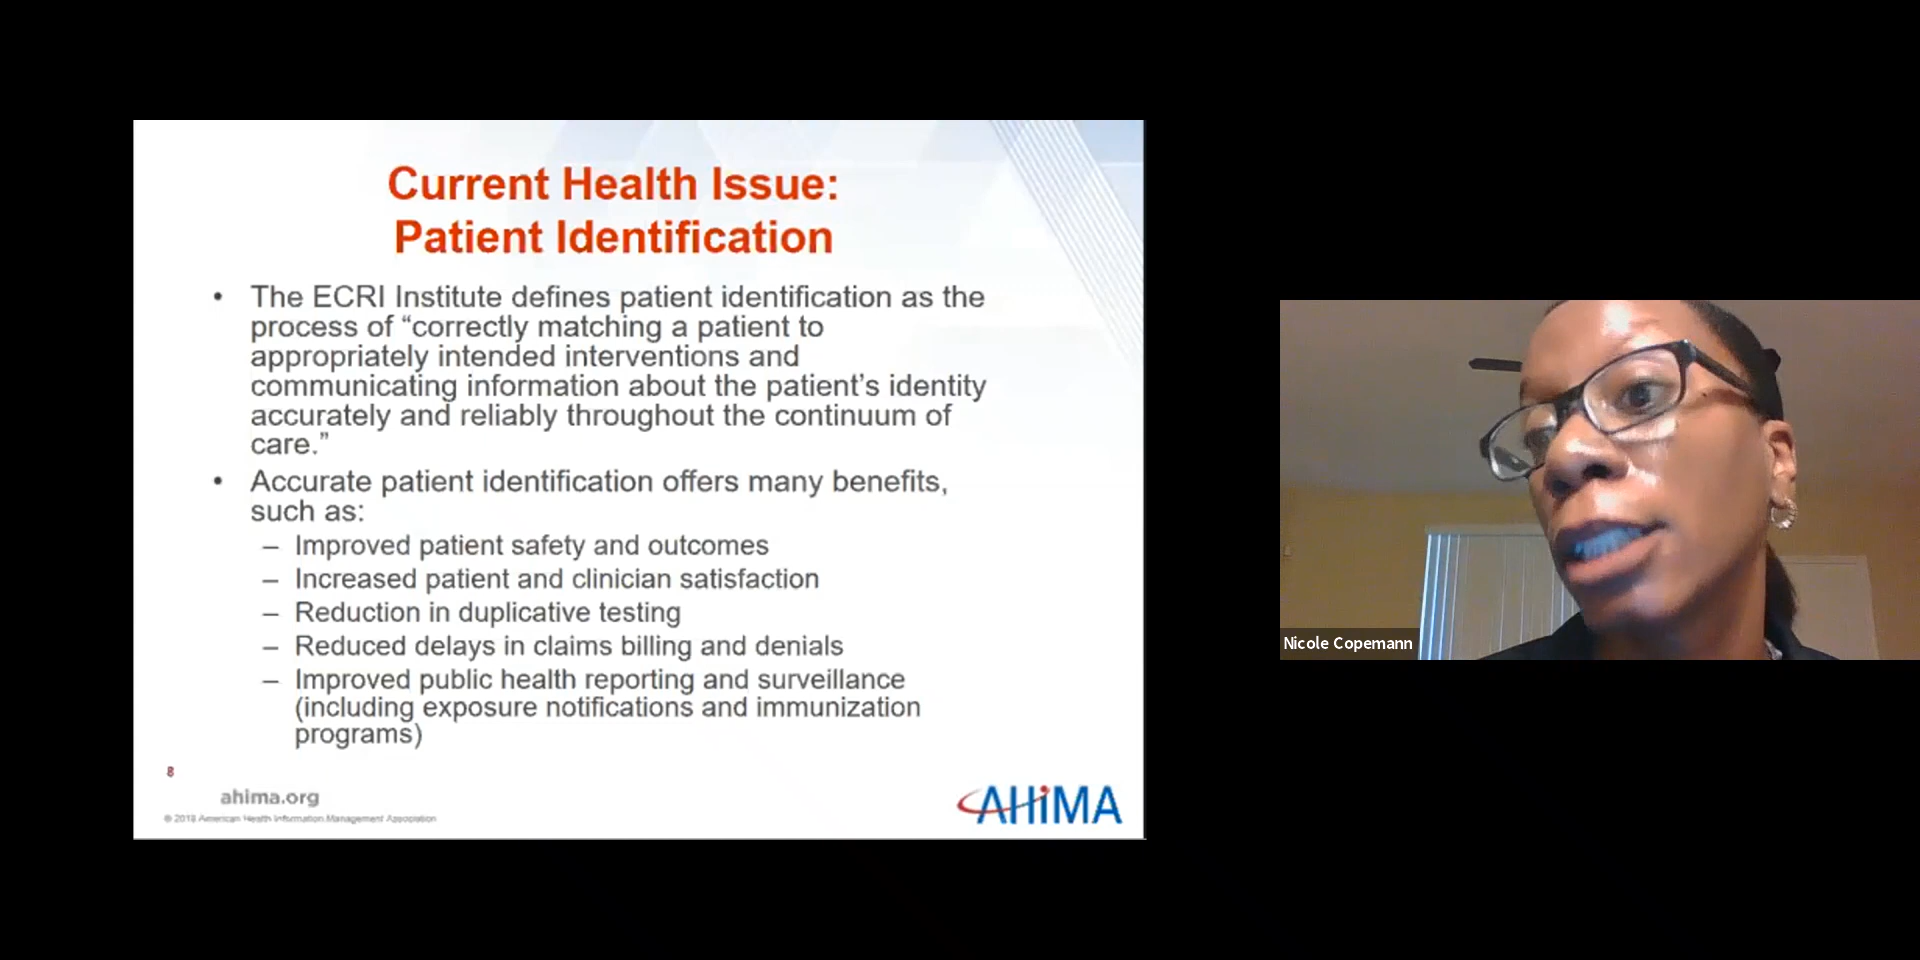 Current Health Issue:
Patient Identification
• The ECRI Institute defines patient identification as the
process of “correctly matching a patient to
appropriately intended interventions and
communicating information about the patient’s identity
accurately and reliably throughout the continuum of
care.”
• Accurate patient identification offers many benefits,
such as:
– Improved patient safety and outcomes
– Increased patient and clinician satisfaction
– Reduction in duplicative testing
– Reduced delays in claims billing and denials
– Improved public health reporting and surveillance
(including exposure notifications and immunization
programs)
8
ahima.org
© 2018 American Health Information Management Association
AHiMA
Nicole Copemann